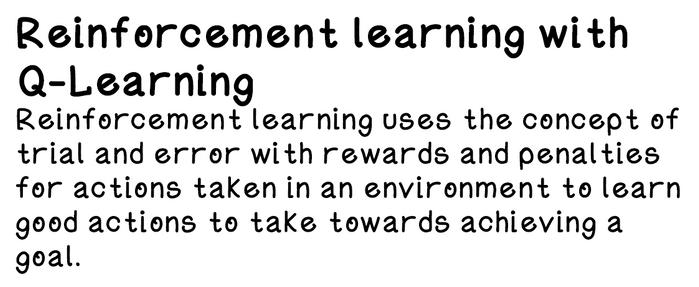 Reinforcement learning with
Q-Learning
Reinforcement learning uses the concept of
trial and error with rewards and penalties
for actions taken in an environment to learn
good actions to take towards achieving a
goal.